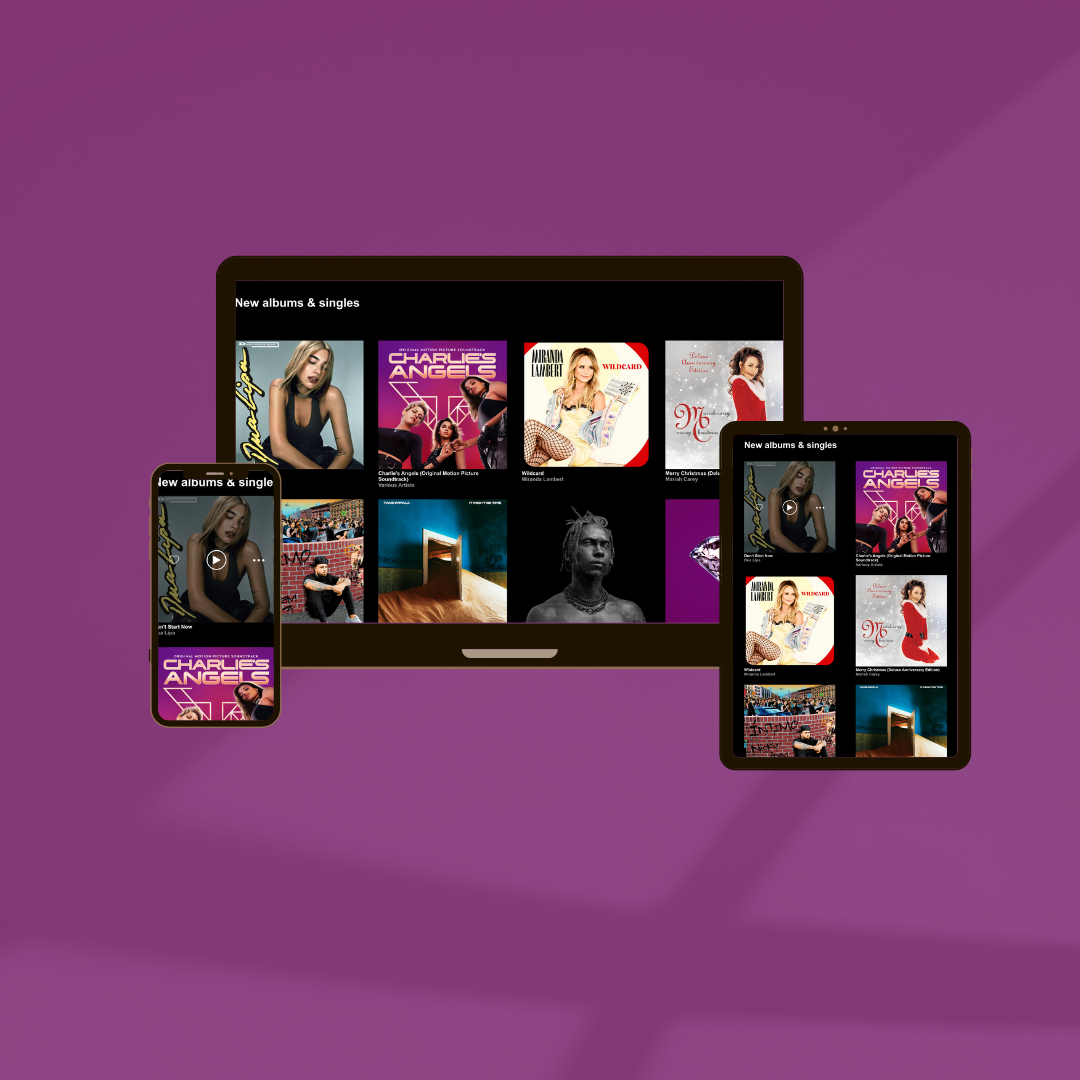 New albums & singles
Dua Lipa
ORIGINAL MOTION PICTURE SOUNDTRACK
CHARLIE'S
ANGELS
MIRANDA
LAMBERT
WILDCARD
Deluxe
Anniversary
Edition
Merry Christmas
Charlie's Angels (Original Motion Picture
Soundtrack)
Various Artists
Wildcard
Miranda Lambert
Merry Christmas (Delu
Mariah Carey
TAME IMPALA
IT MIGHT BE TIME
New albums & single
Dua Lipa
on't Start Now
ua Lipa
ORIGINAL MOTION PICTURE SOUNDTRACK
CHARLIE'S
ANGELS
New albums & singles
Dua Lipa
ORIGINAL MOTION PICTURE SOUNDTRACK
CHARLIE'S
ANGELS
Don't Start Now
Dua Lipa
Charlie's Angels (Original Motion Picture
Soundtrack)
Various Artists
MIRANDA
LAMBERT
WILDCARD
Deluxe
Anniversary
Edition
Merry Christmas
Wildcard
Miranda Lambert
Merry Christmas (Deluxe Anniversary Edition)
Mariah Carey
TAME IMPALA
IT MIGHT BE TIME
INTIMO
NICKY